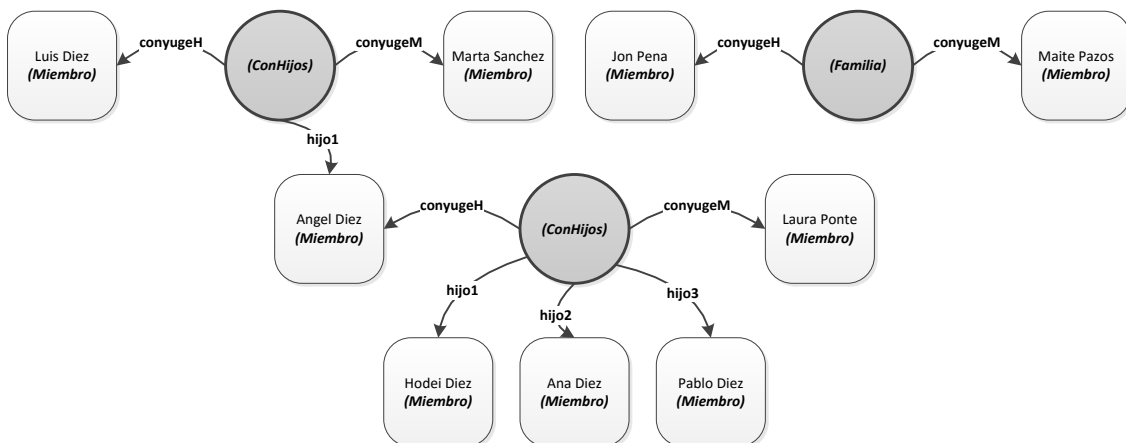 conyugeH
conyugeM
conyugeH
conyugeM
Luis Diez
(Miembro)
(ConHijos)
Marta Sanchez
(Miembro)
Jon Pena
(Miembro)
(Familia)
Maite Pazos
(Miembro)
hijo1
conyugeH
conyugeM
Angel Diez
(Miembro)
(ConHijos)
Laura Ponte
(Miembro)
hijo1
hijo2
hijo3
Hodei Diez
(Miembro)
Ana Diez
(Miembro)
Pablo Diez
(Miembro)